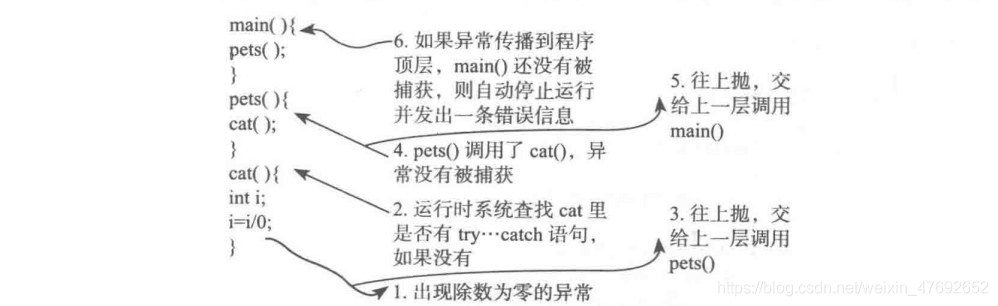 main( ){
pets( );
}
pets( ){
cat( );
}
cat( ){
int i;
i=i/0;
}
6. 如果异常传播到程序
顶层，main() 还没有被
捕获，则自动停止运行
并发出一条错误信息
5. 往上抛，交
给上一层调用
main()
4. pets() 调用了 cat()，异
常没有被捕获
2. 运行时系统查找 cat 里
是否有 try…catch 语句，
如果没有
3. 往上抛，交
给上一层调用
pets()
1. 出现除数为零的异常
https://blog.csdn.net/weixin_47692652